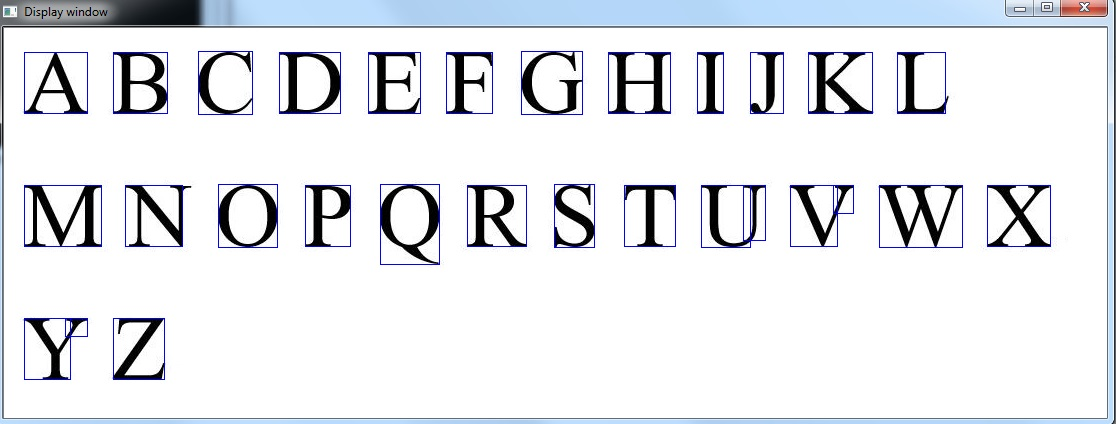 Display window
A B C D E F G H I J K L
M N O P Q R S T U V W X
Y Z